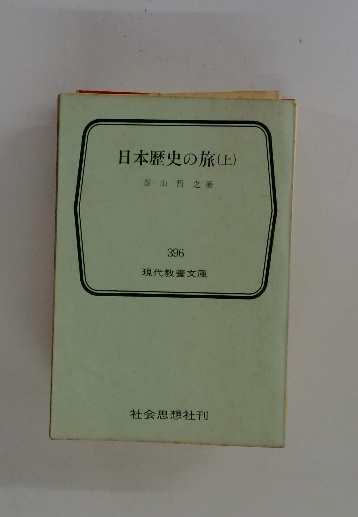 日本歴史の旅(上)
泰山哲之著
396
現代教養文庫
社会思想社刊